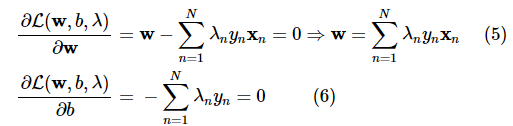 ∂ℒ(𝐰, b, λ)/∂𝐰 = 𝐰 − ∑_{n=1}^{N} λ_n y_n 𝐱_n = 0 ⇒ 𝐰 = ∑_{n=1}^{N} λ_n y_n 𝐱_n (5)
∂ℒ(𝐰, b, λ)/∂b = − ∑_{n=1}^{N} λ_n y_n = 0 (6)